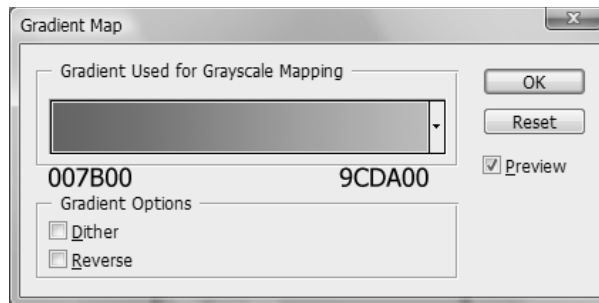 Gradient Map
Gradient Used for Grayscale Mapping
OK
Reset
Preview
007B00 9CDA00
Gradient Options
Dither
Reverse